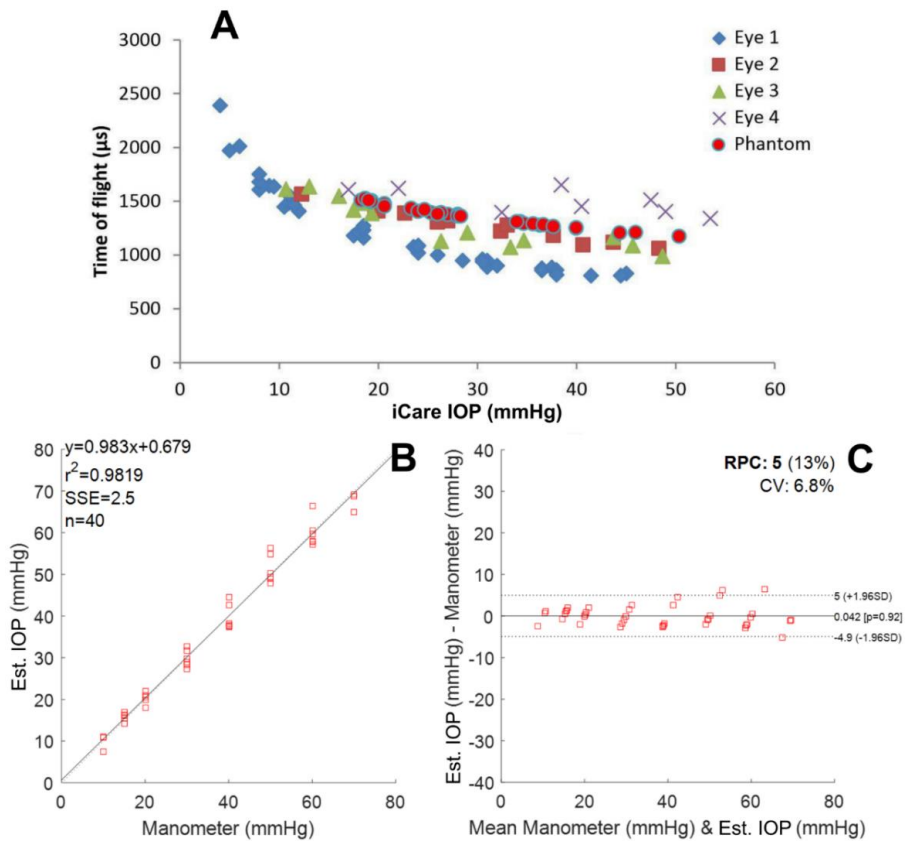 A
3000
2500
2000
1500
1000
500
0
Time of flight (µs)
0 10 20 30 40 50 60
iCare IOP (mmHg)
Eye 1
Eye 2
Eye 3
Eye 4
Phantom
B
y=0.983x+0.679
r²=0.9819
SSE=2.5
n=40
80
70
60
50
40
30
20
10
0
Est. IOP (mmHg)
0 20 40 60 80
Manometer (mmHg)
C
RPC: 5 (13%)
CV: 6.8%
40
30
20
10
0
-10
-20
-30
-40
Est. IOP (mmHg) - Manometer (mmHg)
5 (+1.96SD)
0.042 [p=0.92]
-4.9 (-1.96SD)
0 20 40 60 80
Mean Manometer (mmHg) & Est. IOP (mmHg)